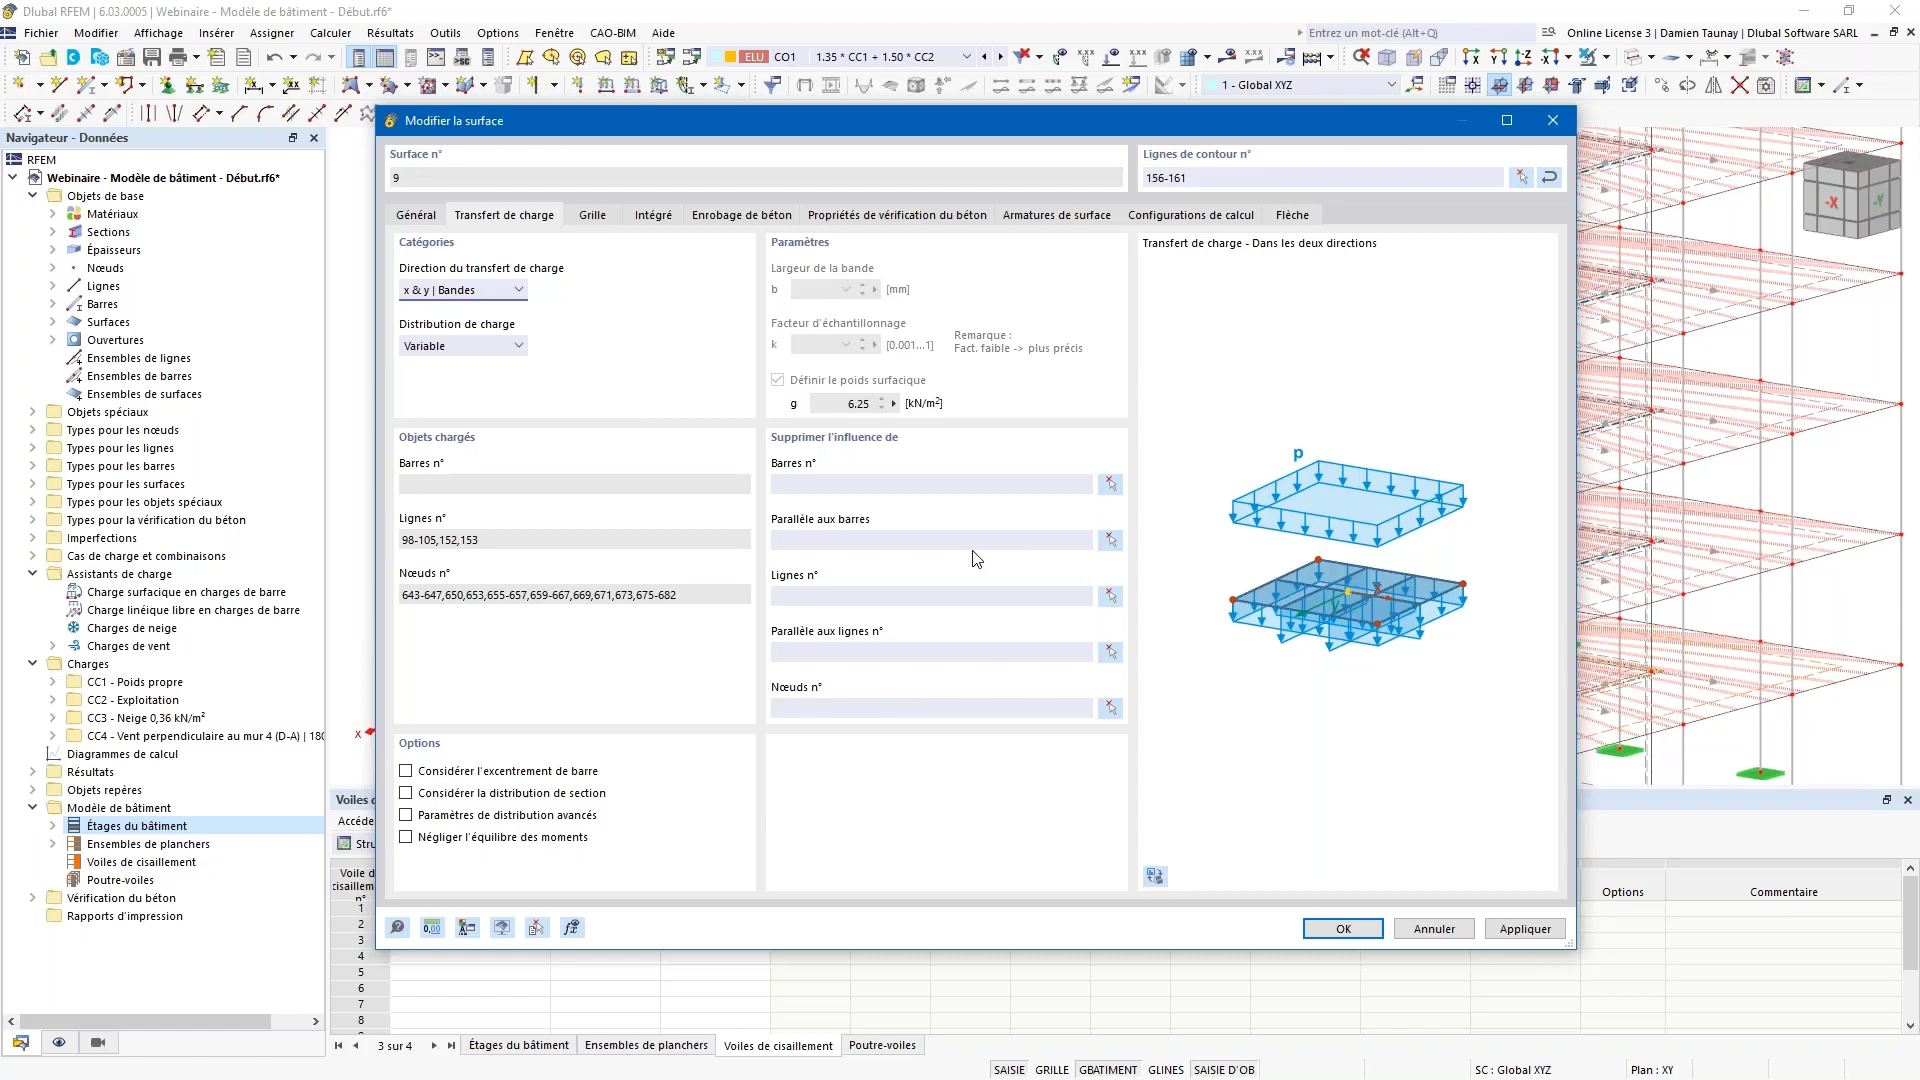 Dlubal RFEM | 6.03.0005 | Webinaire - Modèle de bâtiment - Début.rf6*
Fichier Modifier Affichage Insérer Assigner Calculer Résultats Outils Options Fenêtre CAO-BIM Aide
Entrez un mot-clé (Alt+Q)
Online License 3 | Damien Taunay | Dlubal Software SARL
ELU CO1 1.35 * CC1 + 1.50 * CC2
1 - Global XYZ
Navigateur - Données
RFEM
Webinaire - Modèle de bâtiment - Début.rf6*
Objets de base
Matériaux
Sections
Épaisseurs
Nœuds
Lignes
Barres
Surfaces
Ouvertures
Ensembles de lignes
Ensembles de barres
Ensembles de surfaces
Objets spéciaux
Types pour les nœuds
Types pour les lignes
Types pour les barres
Types pour les surfaces
Types pour les objets spéciaux
Types pour la vérification du béton
Imperfections
Cas de charge et combinaisons
Assistants de charge
Charge surfacique en charges de barre
Charge linéique libre en charges de barre
Charges de neige
Charges de vent
Charges
CC1 - Poids propre
CC2 - Exploitation
CC3 - Neige 0,36 kN/m²
CC4 - Vent perpendiculaire au mur 4 (D-A) | 180
Diagrammes de calcul
Résultats
Objets repères
Modèle de bâtiment
Étages du bâtiment
Ensembles de planchers
Voiles de cisaillement
Poutre-voiles
Vérification du béton
Rapports d'impression
Modifier la surface
Surface n°
9
Lignes de contour n°
156-161
Général Transfert de charge Grille Intégré Enrobage de béton Propriétés de vérification du béton Armatures de surface Configurations de calcul Flèche
Catégories
Direction du transfert de charge
x & y | Bandes
Distribution de charge
Variable
Paramètres
Largeur de la bande
b [mm]
Facteur d'échantillonnage
k [0.001...1]
Remarque :
Fact. faible -> plus précis
Définir le poids surfacique
g 6.25 [kN/m²]
Objets chargés
Barres n°
Lignes n°
98-105,152,153
Nœuds n°
643-647,650,653,655-657,659-667,669,671,673,675-682
Supprimer l'influence de
Barres n°
Parallèle aux barres
Lignes n°
Parallèle aux lignes n°
Nœuds n°
Options
Considérer l'excentrement de barre
Considérer la distribution de section
Paramètres de distribution avancés
Négliger l'équilibre des moments
Transfert de charge - Dans les deux directions
p
x
y
OK Annuler Appliquer
-X
-Y
X
Voiles d
Accéde
Stru
Voile d
cisaillem
n°
Options Commentaire
1
2
3
4
5
6
7
8
3 sur 4 Étages du bâtiment Ensembles de planchers Voiles de cisaillement Poutre-voiles
SAISIE GRILLE GBATIMENT GLINES SAISIE D'OB
SC : Global XYZ
Plan : XY